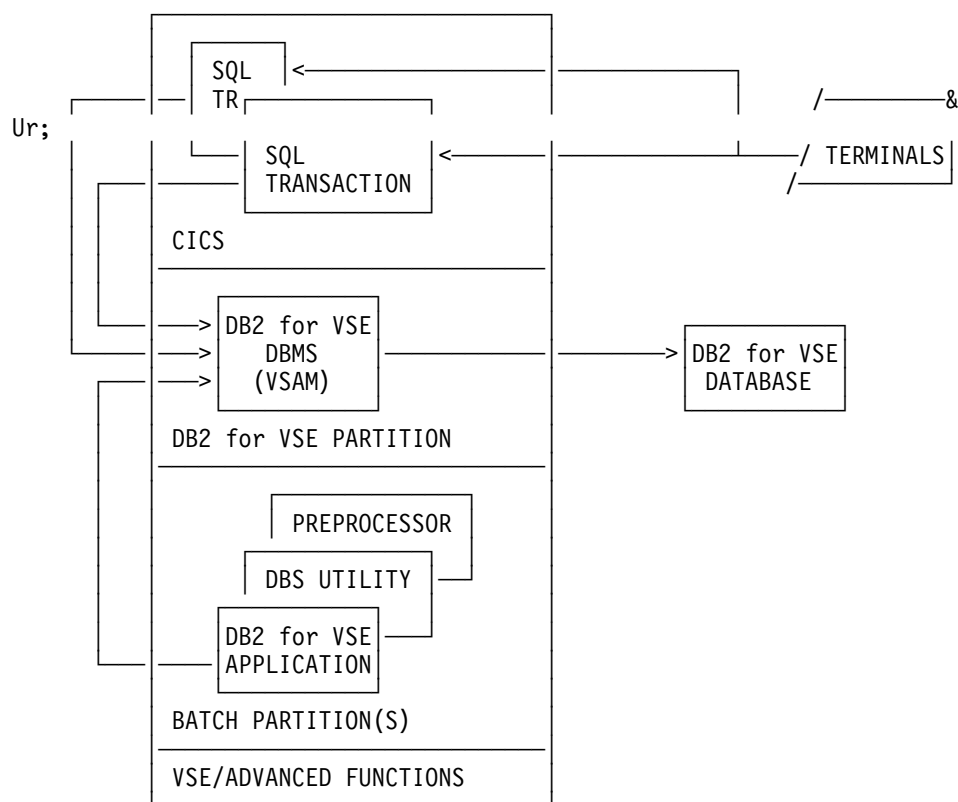 SQL <
TR
/ &
Ur;
SQL <
/ TERMINALS
TRANSACTION
/
CICS
> DB2 for VSE
> DBMS
> (VSAM)
> DB2 for VSE
DATABASE
DB2 for VSE PARTITION
PREPROCESSOR
DBS UTILITY
DB2 for VSE
APPLICATION
BATCH PARTITION(S)
VSE/ADVANCED FUNCTIONS